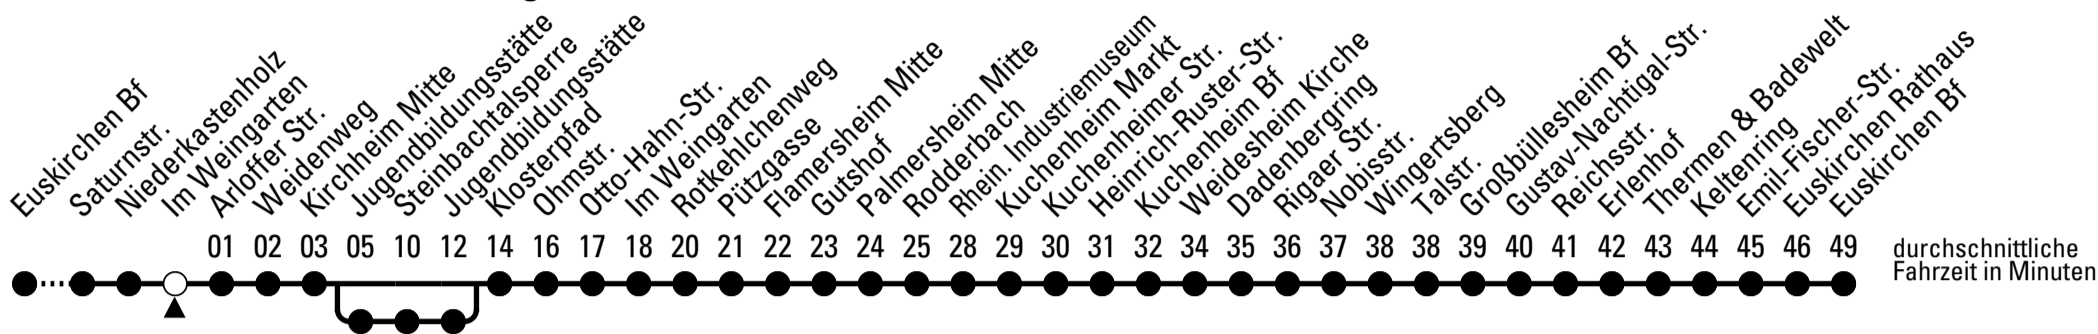 Euskirchen Bf
Saturnstr.
Niederkastenholz
Im Weingarten
Arloffer Str.
Weidenweg
Kirchheim Mitte
Jugendbildungsstätte
Steinbachtalsperre
Jugendbildungsstätte
Klosterpfad
Ohmstr.
Otto-Hahn-Str.
Im Weingarten
Rotkehlchenweg
Pützgasse
Flamersheim Mitte
Gutshof
Palmersheim Mitte
Rodderbach
Rhein. Industriemuseum
Kuchenheim Markt
Kuchenheimer Str.
Heinrich-Ruster-Str.
Kuchenheim Bf
Weidesheim Kirche
Dadenbergring
Rigaer Str.
Nobisstr.
Wingertsberg
Talstr.
Großbüllesheim Bf
Gustav-Nachtigal-Str.
Reichsstr.
Erlenhof
Thermen & Badewelt
Keltenring
Emil-Fischer-Str.
Euskirchen Rathaus
Euskirchen Bf
01 02 03 05 10 12 14 16 17 18 20 21 22 23 24 25 28 29 30 31 32 34 35 36 37 38 38 39 40 41 42 43 44 45 46 49
durchschnittliche
Fahrzeit in Minuten